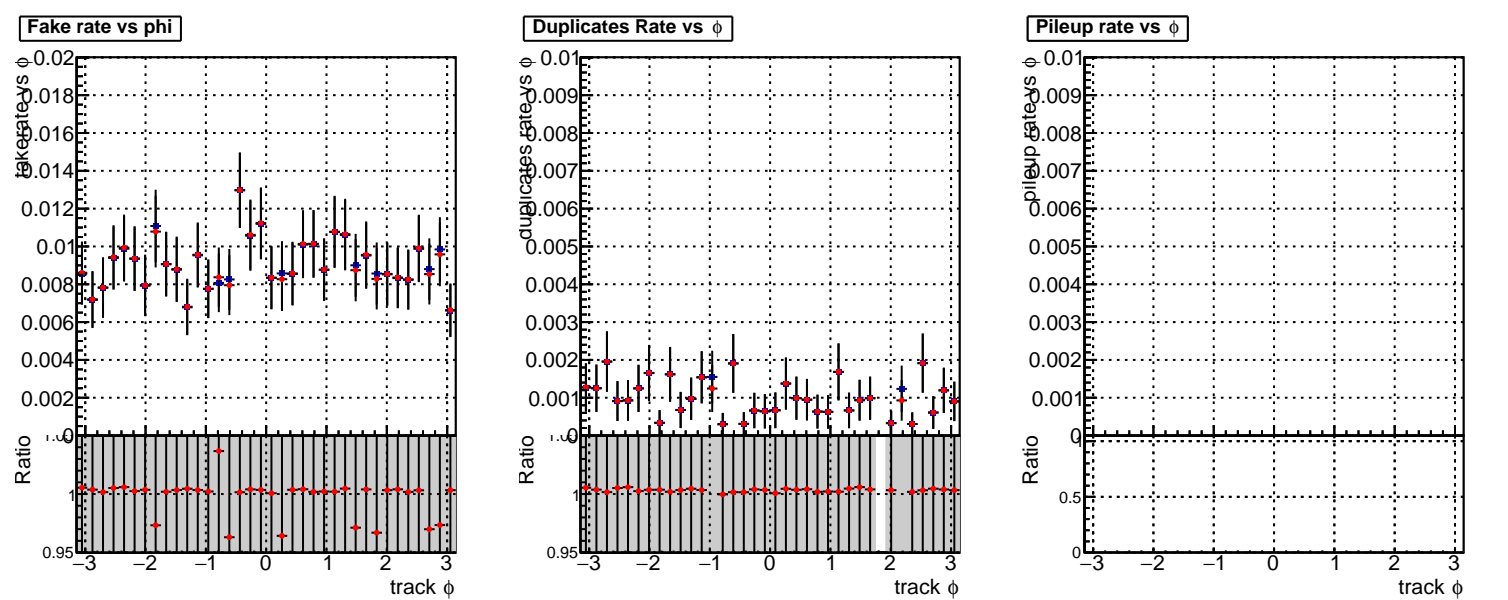 Fake rate vs phi
fakerate vs ϕ
0.02
0.018
0.016
0.014
0.012
0.01
0.008
0.006
0.004
0.002
0
Ratio
1
0.95
−3 −2 −1 0 1 2 3
track ϕ
Duplicates Rate vs ϕ
duplicates rate vs ϕ
0.01
0.009
0.008
0.007
0.006
0.005
0.004
0.003
0.002
0.001
0
Ratio
1
0.95
−3 −2 −1 0 1 2 3
track ϕ
Pileup rate vs ϕ
pileup rate vs ϕ
0.01
0.009
0.008
0.007
0.006
0.005
0.004
0.003
0.002
0.001
Ratio
0.5
0
−3 −2 −1 0 1 2 3
track ϕ